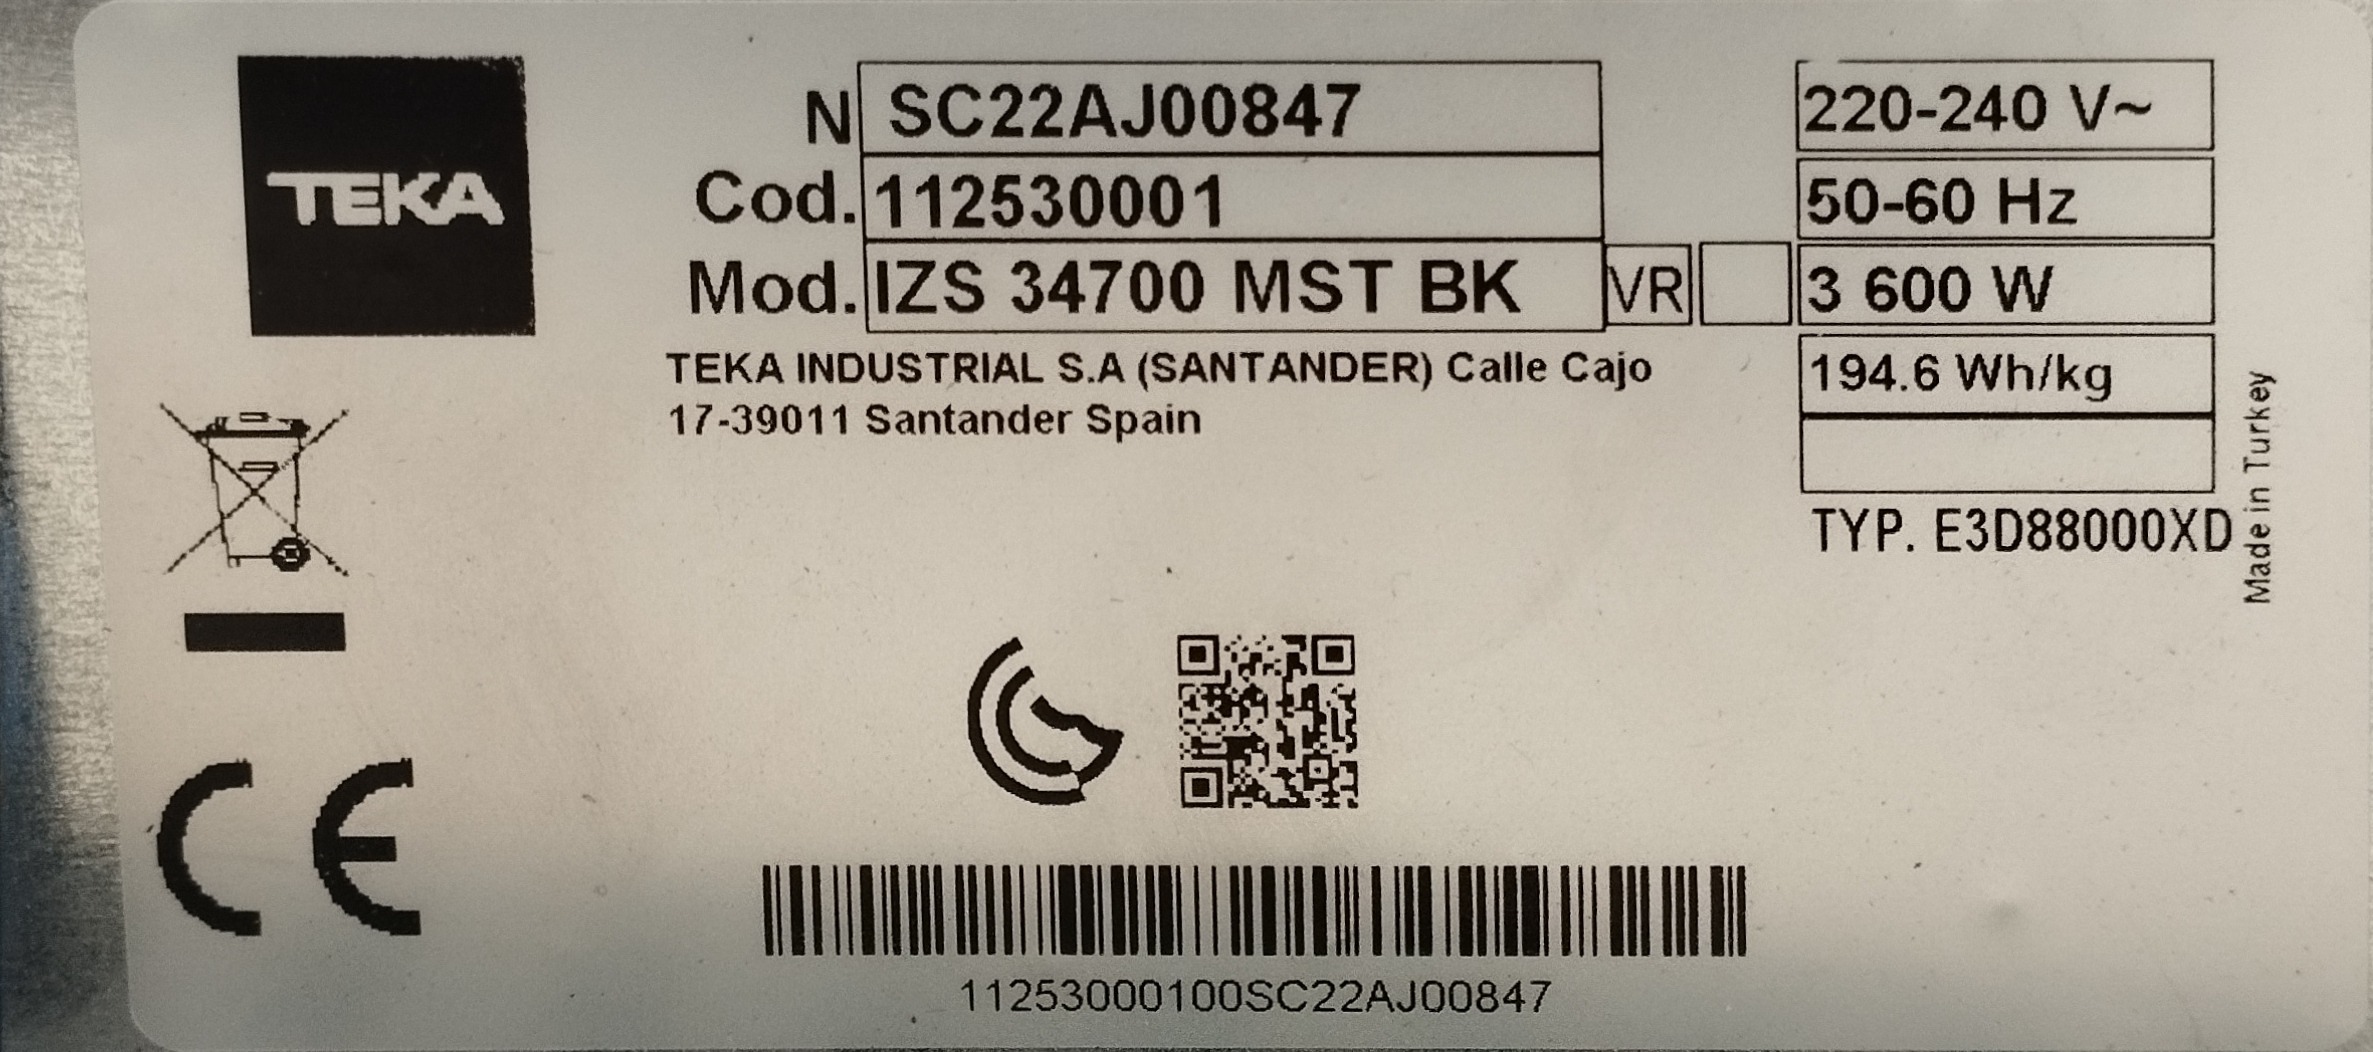 TEKA
N SC22AJ00847
Cod. 112530001
Mod. IZS 34700 MST BK VR
220-240 V~
50-60 Hz
3 600 W
194.6 Wh/kg
TYP. E3D88000XD
Made in Turkey
TEKA INDUSTRIAL S.A (SANTANDER) Calle Cajo
17-39011 Santander Spain
CE
11253000100SC22AJ00847